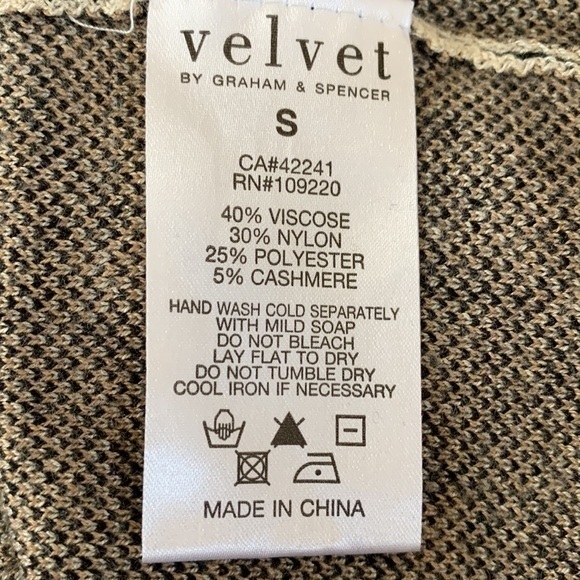 velvet
BY GRAHAM & SPENCER
S
CA#42241
RN#109220
40% VISCOSE
30% NYLON
25% POLYESTER
5% CASHMERE
HAND WASH COLD SEPARATELY
WITH MILD SOAP
DO NOT BLEACH
LAY FLAT TO DRY
DO NOT TUMBLE DRY
COOL IRON IF NECESSARY
MADE IN CHINA